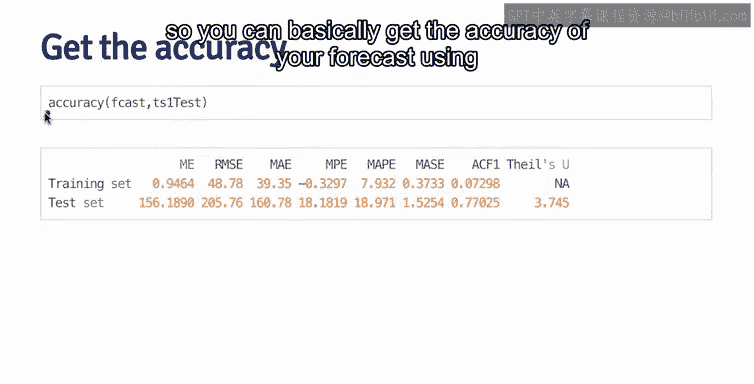 so you can basically get the accuracy of
your forecast using
Get the accuracy
accuracy(fcast,ts1Test)
ME RMSE MAE MPE MAPE MASE ACF1 Theil's U
Training set 0.9464 48.78 39.35 -0.3297 7.932 0.3733 0.07298 NA
Test set 156.1890 205.76 160.78 18.1819 18.971 1.5254 0.77025 3.745